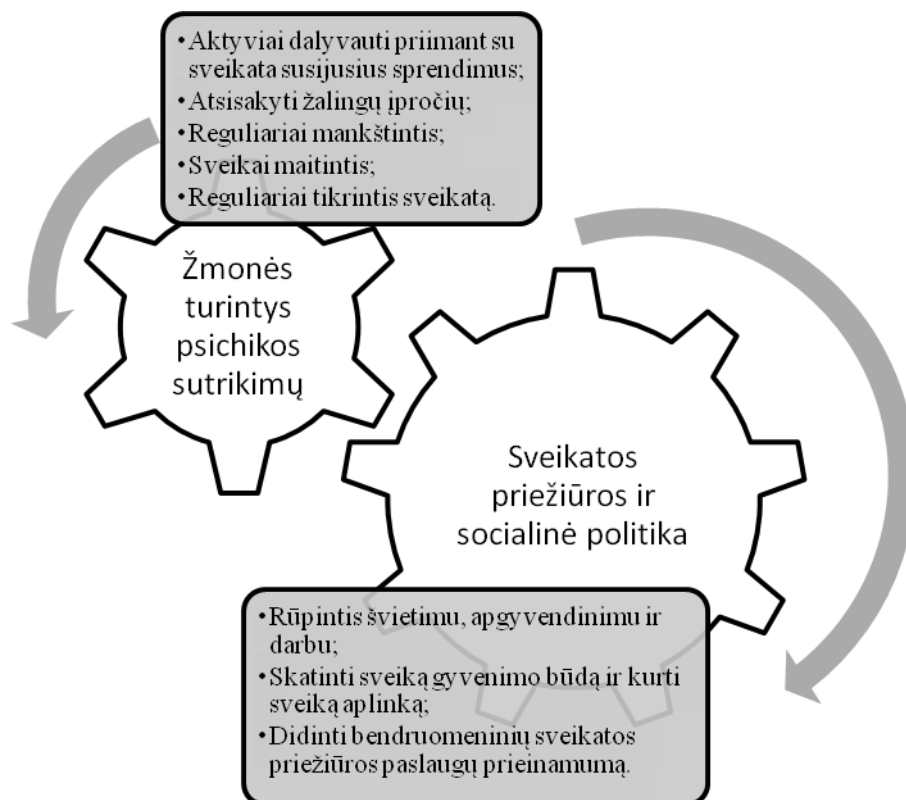 • Aktyviai dalyvauti priimant su
sveikata susijusius sprendimus;
• Atsisakyti žalingų įpročių;
• Reguliariai mankštintis;
• Sveikai maitintis;
• Reguliariai tikrintis sveikatą.
Žmonės
turintys
psichikos
sutrikimų
Sveikatos
priežiūros ir
socialinė politika
• Rūpintis švietimu, apgyvendinimu ir
darbu;
• Skatinti sveiką gyvenimo būdą ir kurti
sveiką aplinką;
• Didinti bendruomeninių sveikatos
priežiūros paslaugų prieinamumą.